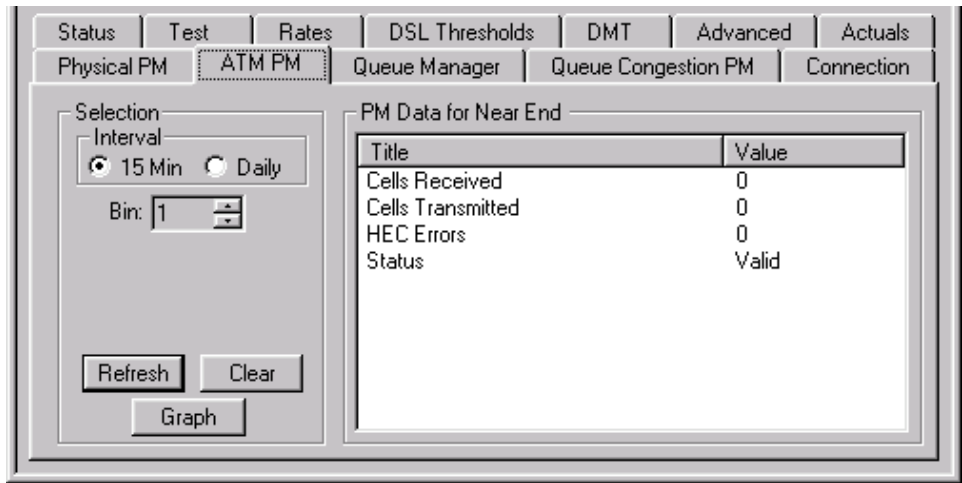 Status Test Rates DSL Thresholds DMT Advanced Actuals
Physical PM ATM PM Queue Manager Queue Congestion PM Connection
Selection
Interval
15 Min Daily
Bin: 1
Refresh Clear
Graph
PM Data for Near End
Title Value
Cells Received 0
Cells Transmitted 0
HEC Errors 0
Status Valid